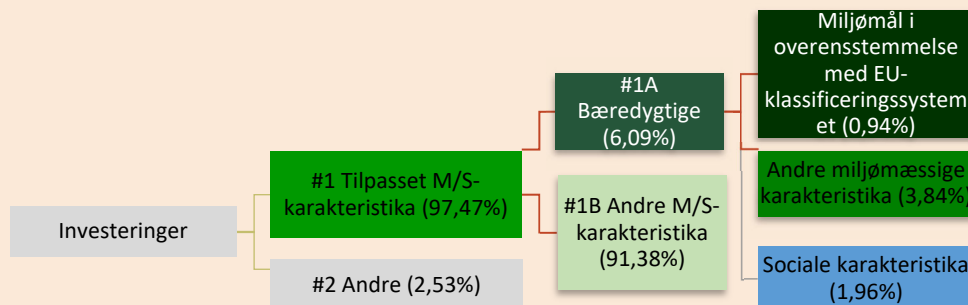 Investeringer
#1 Tilpasset M/S-
karakteristika (97,47%)
#2 Andre (2,53%)
#1A
Bæredygtige
(6,09%)
#1B Andre M/S-
karakteristika
(91,38%)
Miljømål i
overensstemmelse
med EU-
klassificeringssystem
et (0,94%)
Andre miljømæssige
karakteristika (3,84%)
Sociale karakteristika
(1,96%)